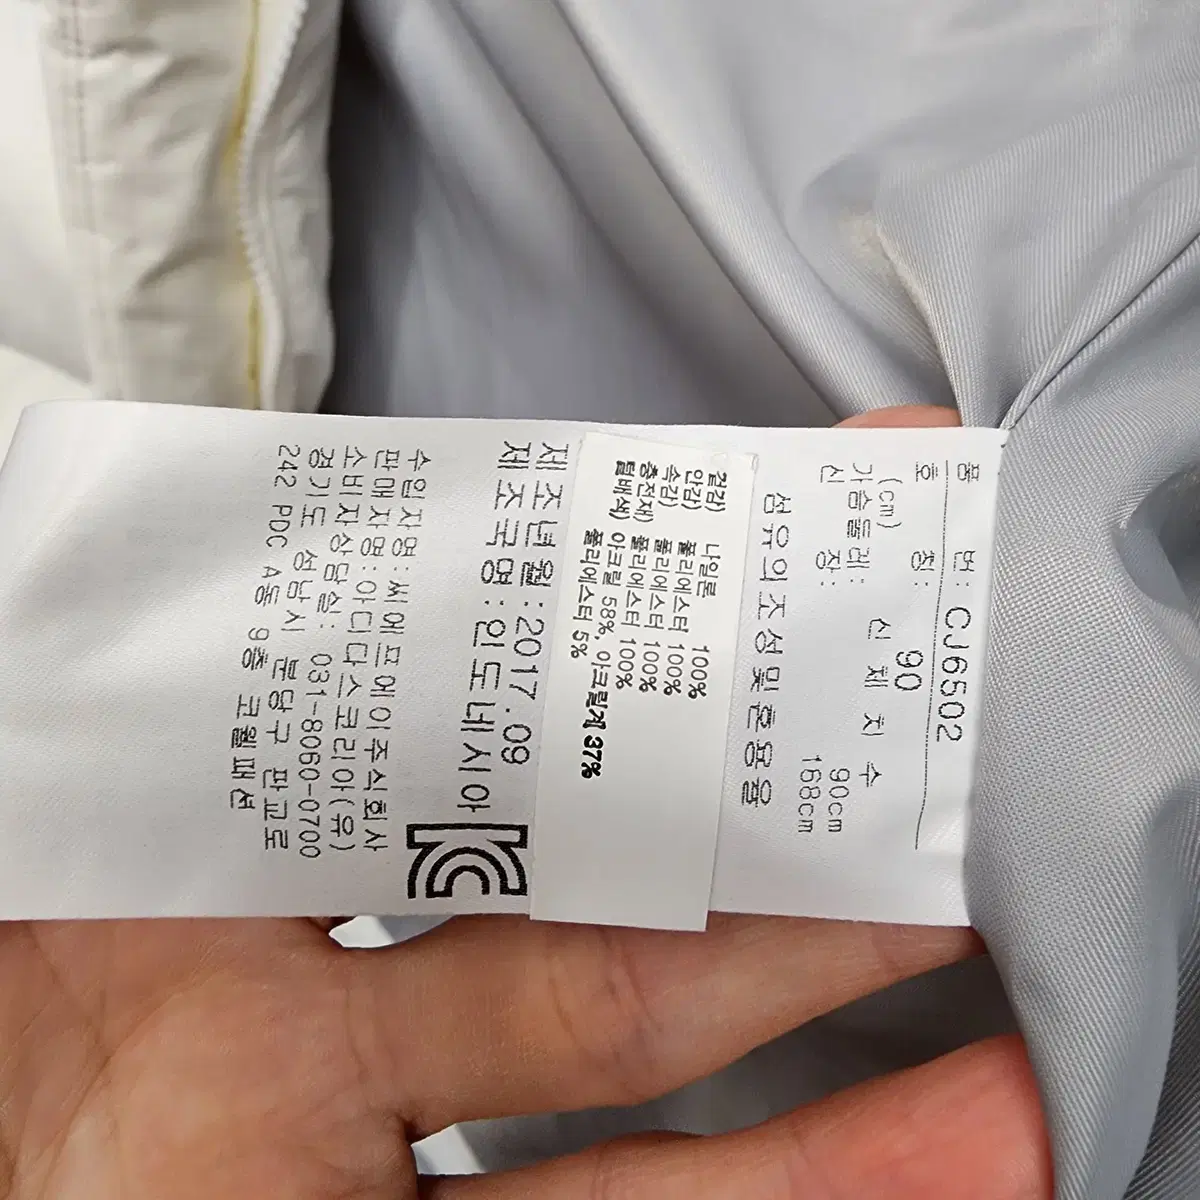 품 번: CJ6502
호 칭: 90
신 체 치 수
(cm)
가슴둘레: 90cm
신 장: 168cm
섬유의조성및혼용율
겉감) 나일론 100%
안감) 폴리에스터 100%
속감) 폴리에스터 100%
충전재) 폴리에스터 100%
털배색) 아크릴 58%, 아크릴계 37%
폴리에스터 5%
제조년월:2017.09
제조국명:인도네시아
수입자명:씨에프에이주식회사
판매자명:아디다스코리아(유)
소비자상담실: 031-8060-0700
경기도 성남시 분당구 판교로
242 PDC A동 9층 코웰패션